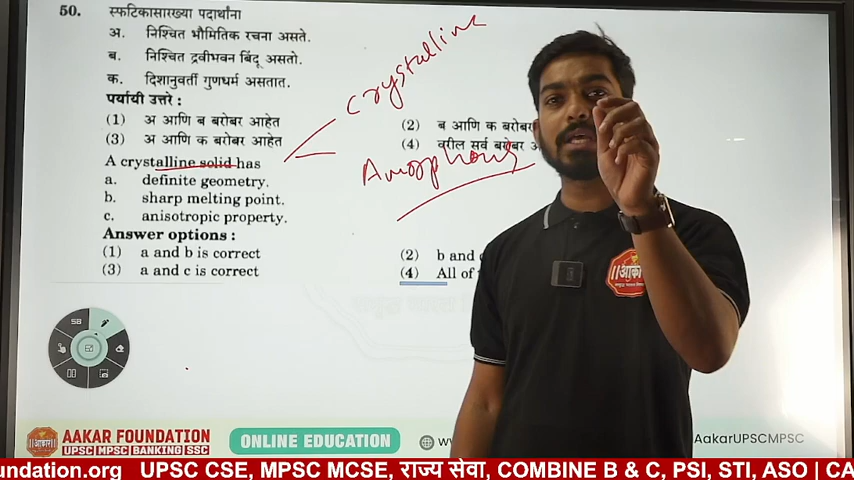 50. स्फटिकासारख्या पदार्थांना
अ. निश्चित भौमितिक रचना असते.
ब. निश्चित द्रवीभवन बिंदू असतो.
क. दिशानुवर्ती गुणधर्म असतात.
पर्यायी उत्तरे :
(1) अ आणि ब बरोबर आहेत
(2) ब आणि क बरोबर
(3) अ आणि क बरोबर आहेत
(4) वरील सर्व बरोबर
Crystalline
Amorphous
A crystalline solid has
a. definite geometry.
b. sharp melting point.
c. anisotropic property.
Answer options :
(1) a and b is correct
(2) b and
(3) a and c is correct
(4) All of
SB
॥आकार॥
AAKAR FOUNDATION
UPSC MPSC BANKING SSC
ONLINE EDUCATION
AakarUPSCMPSC
undation.org UPSC CSE, MPSC MCSE, राज्य सेवा, COMBINE B & C, PSI, STI, ASO | CA